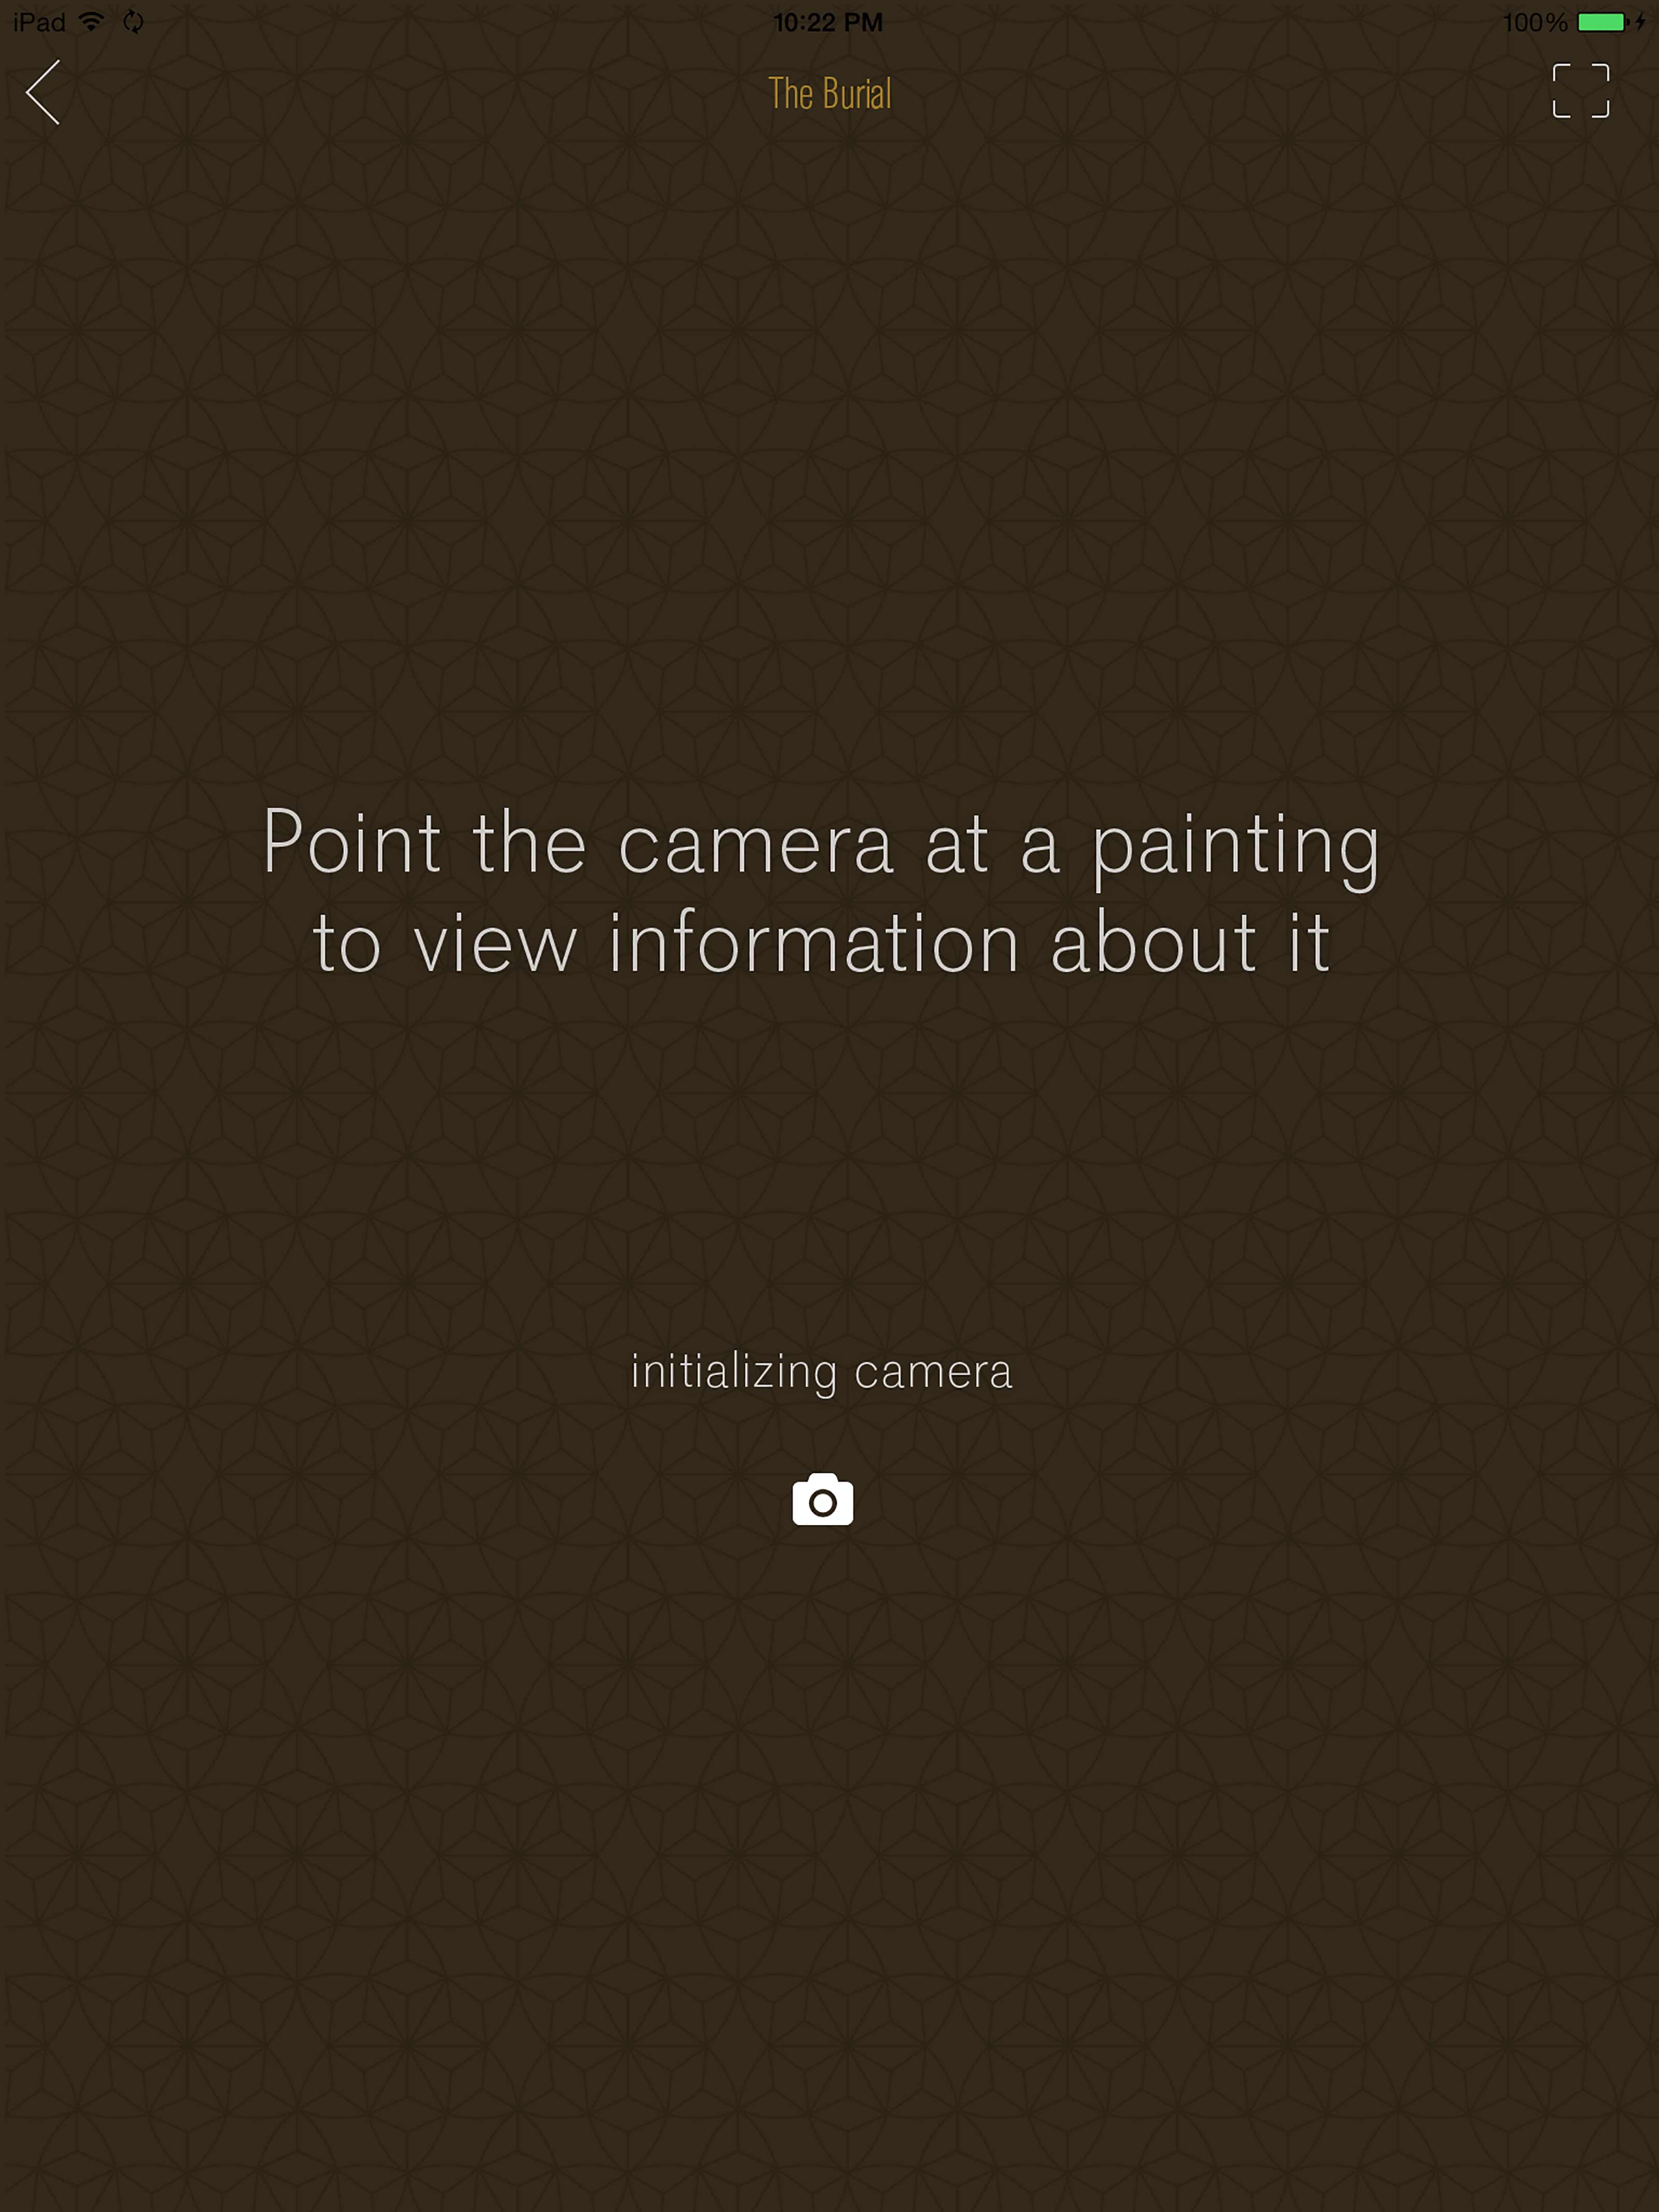 iPad 10:22 PM 100%
The Burial
Point the camera at a painting
to view information about it
initializing camera